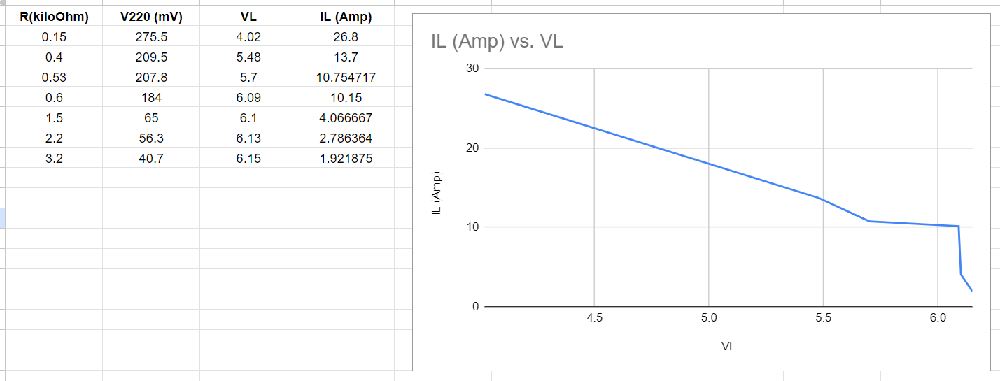 R(kiloOhm) V220 (mV) VL IL (Amp)
0.15 275.5 4.02 26.8
0.4 209.5 5.48 13.7
0.53 207.8 5.7 10.754717
0.6 184 6.09 10.15
1.5 65 6.1 4.066667
2.2 56.3 6.13 2.786364
3.2 40.7 6.15 1.921875
IL (Amp) vs. VL
30
20
10
0
IL (Amp)
4.5 5.0 5.5 6.0
VL